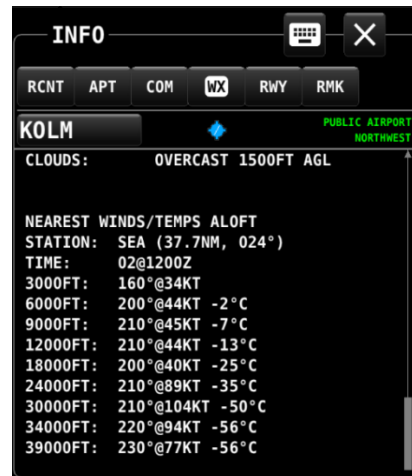 INFO
RCNT APT COM WX RWY RMK
KOLM
PUBLIC AIRPORT
NORTHWEST
CLOUDS: OVERCAST 1500FT AGL
NEAREST WINDS/TEMPS ALOFT
STATION: SEA (37.7NM, 024°)
TIME: 02@1200Z
3000FT: 160°@34KT
6000FT: 200°@44KT -2°C
9000FT: 210°@45KT -7°C
12000FT: 210°@44KT -13°C
18000FT: 200°@40KT -25°C
24000FT: 210°@89KT -35°C
30000FT: 210°@104KT -50°C
34000FT: 220°@94KT -56°C
39000FT: 230°@77KT -56°C